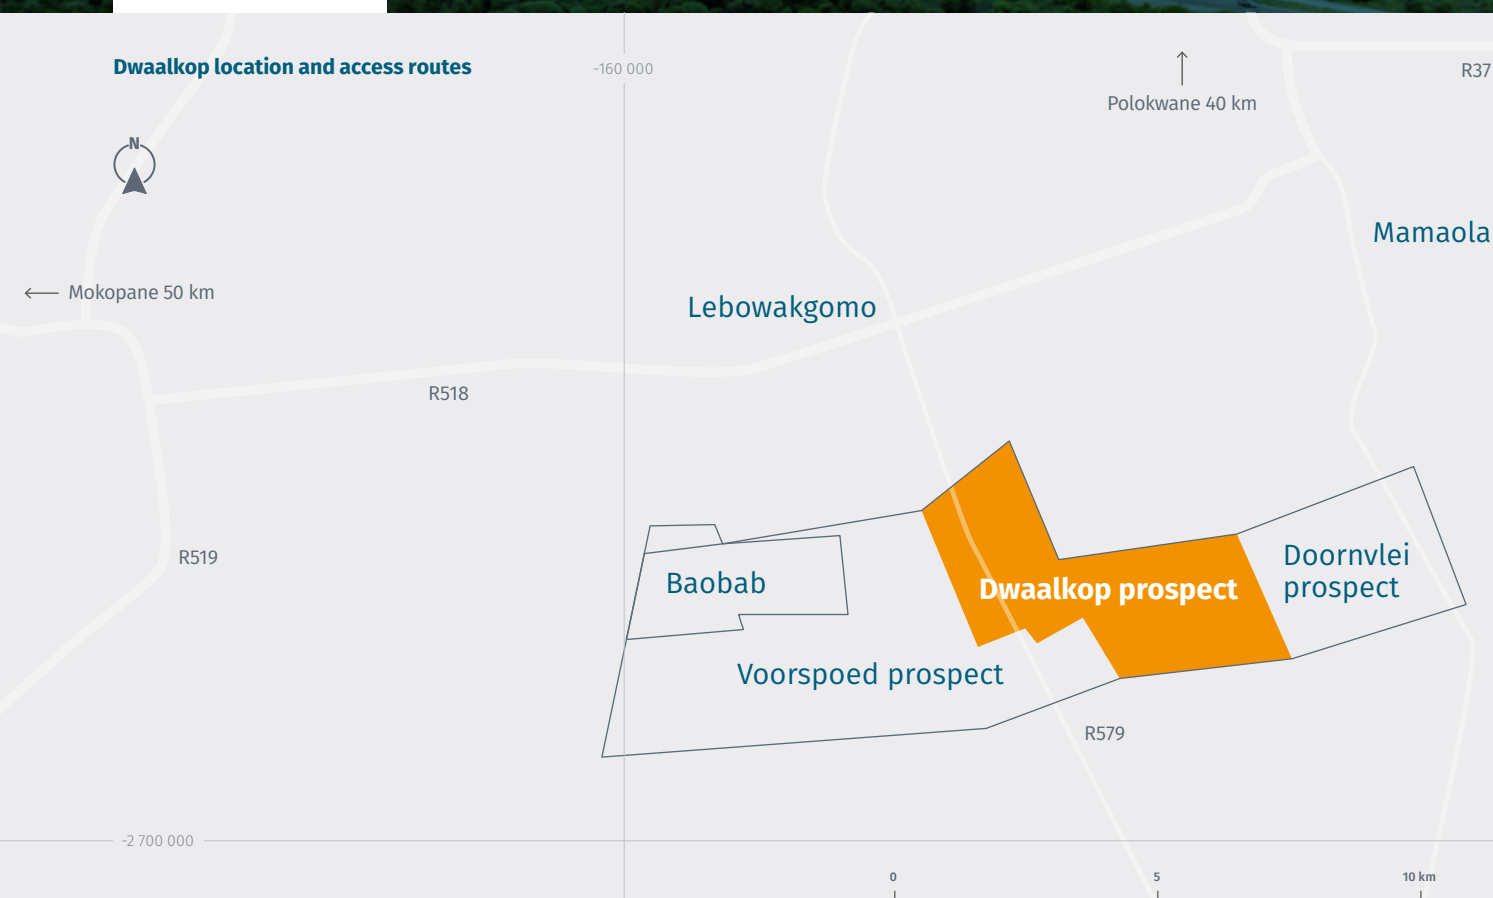 Dwaalkop location and access routes
-160 000
R37
Polokwane 40 km
N
Mamaola
Mokopane 50 km
Lebowakgomo
R518
R519
Baobab
Dwaalkop prospect
Doornvlei
prospect
Voorspoed prospect
R579
-2 700 000
0 5 10 km